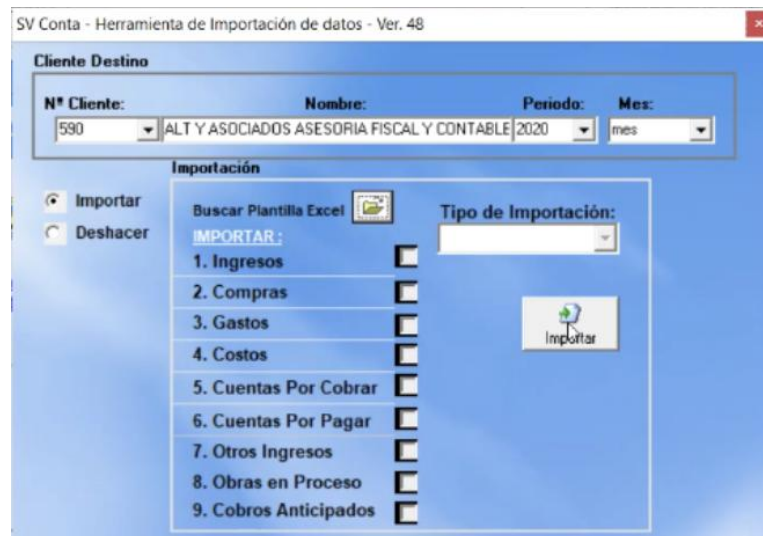 SV Conta - Herramienta de Importación de datos - Ver. 48
Cliente Destino
Nª Cliente: Nombre: Periodo: Mes:
590 ALT Y ASOCIADOS ASESORIA FISCAL Y CONTABLE 2020 mes
Importación
Importar
Deshacer
Buscar Plantilla Excel
Tipo de Importación:
IMPORTAR :
1. Ingresos
2. Compras
3. Gastos
4. Costos
5. Cuentas Por Cobrar
6. Cuentas Por Pagar
7. Otros Ingresos
8. Obras en Proceso
9. Cobros Anticipados
Importar